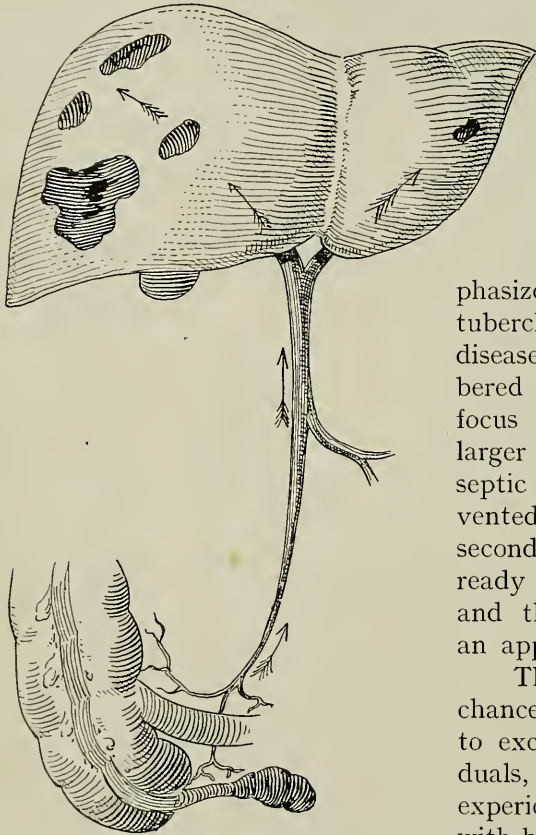 phasize
tubercl
disease
bered
focus
larger
septic
vented
second
ready
and th
an app
Th
chance
to exc
duals,
experie